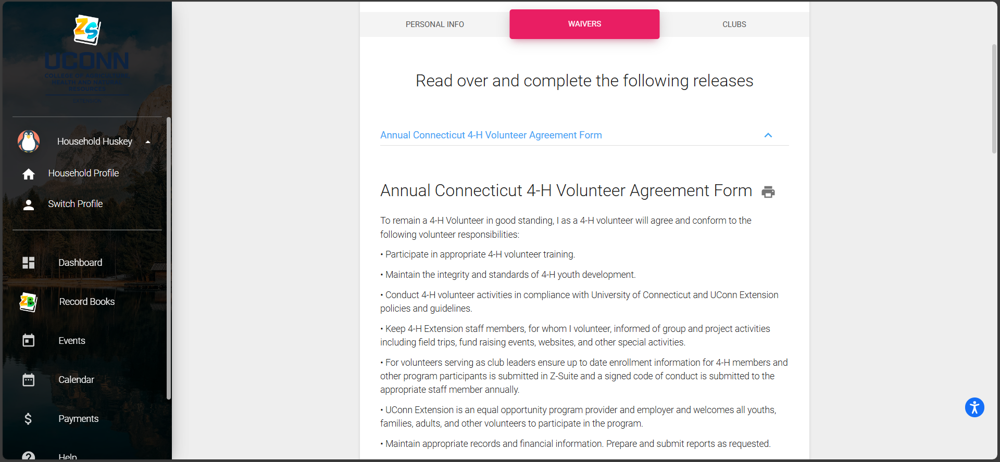 ZS
UCONN
COLLEGE OF AGRICULTURE,
HEALTH AND NATURAL
RESOURCES
EXTENSION
Household Huskey
Household Profile
Switch Profile
Dashboard
ZB
Record Books
Events
Calendar
Payments
Help
PERSONAL INFO
WAIVERS
CLUBS
Read over and complete the following releases
Annual Connecticut 4-H Volunteer Agreement Form
Annual Connecticut 4-H Volunteer Agreement Form
To remain a 4-H Volunteer in good standing, I as a 4-H volunteer will agree and conform to the
following volunteer responsibilities:
• Participate in appropriate 4-H volunteer training.
• Maintain the integrity and standards of 4-H youth development.
• Conduct 4-H volunteer activities in compliance with University of Connecticut and UConn Extension
policies and guidelines.
• Keep 4-H Extension staff members, for whom I volunteer, informed of group and project activities
including field trips, fund raising events, websites, and other special activities.
• For volunteers serving as club leaders ensure up to date enrollment information for 4-H members and
other program participants is submitted in Z-Suite and a signed code of conduct is submitted to the
appropriate staff member annually.
• UConn Extension is an equal opportunity program provider and employer and welcomes all youths,
families, adults, and other volunteers to participate in the program.
• Maintain appropriate records and financial information. Prepare and submit reports as requested.